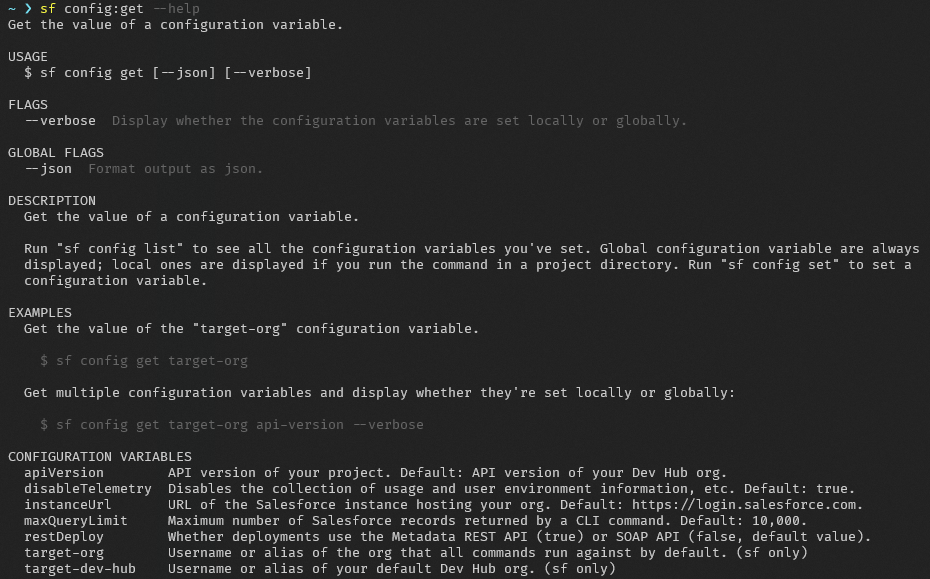 ~ ❯ sf config:get --help
Get the value of a configuration variable.
USAGE
$ sf config get [--json] [--verbose]
FLAGS
--verbose  Display whether the configuration variables are set locally or globally.
GLOBAL FLAGS
--json  Format output as json.
DESCRIPTION
Get the value of a configuration variable.
Run "sf config list" to see all the configuration variables you've set. Global configuration variable are always
displayed; local ones are displayed if you run the command in a project directory. Run "sf config set" to set a
configuration variable.
EXAMPLES
Get the value of the "target-org" configuration variable.
$ sf config get target-org
Get multiple configuration variables and display whether they're set locally or globally:
$ sf config get target-org api-version --verbose
CONFIGURATION VARIABLES
apiVersion        API version of your project. Default: API version of your Dev Hub org.
disableTelemetry  Disables the collection of usage and user environment information, etc. Default: true.
instanceUrl       URL of the Salesforce instance hosting your org. Default: https://login.salesforce.com.
maxQueryLimit     Maximum number of Salesforce records returned by a CLI command. Default: 10,000.
restDeploy        Whether deployments use the Metadata REST API (true) or SOAP API (false, default value).
target-org        Username or alias of the org that all commands run against by default. (sf only)
target-dev-hub    Username or alias of your default Dev Hub org. (sf only)